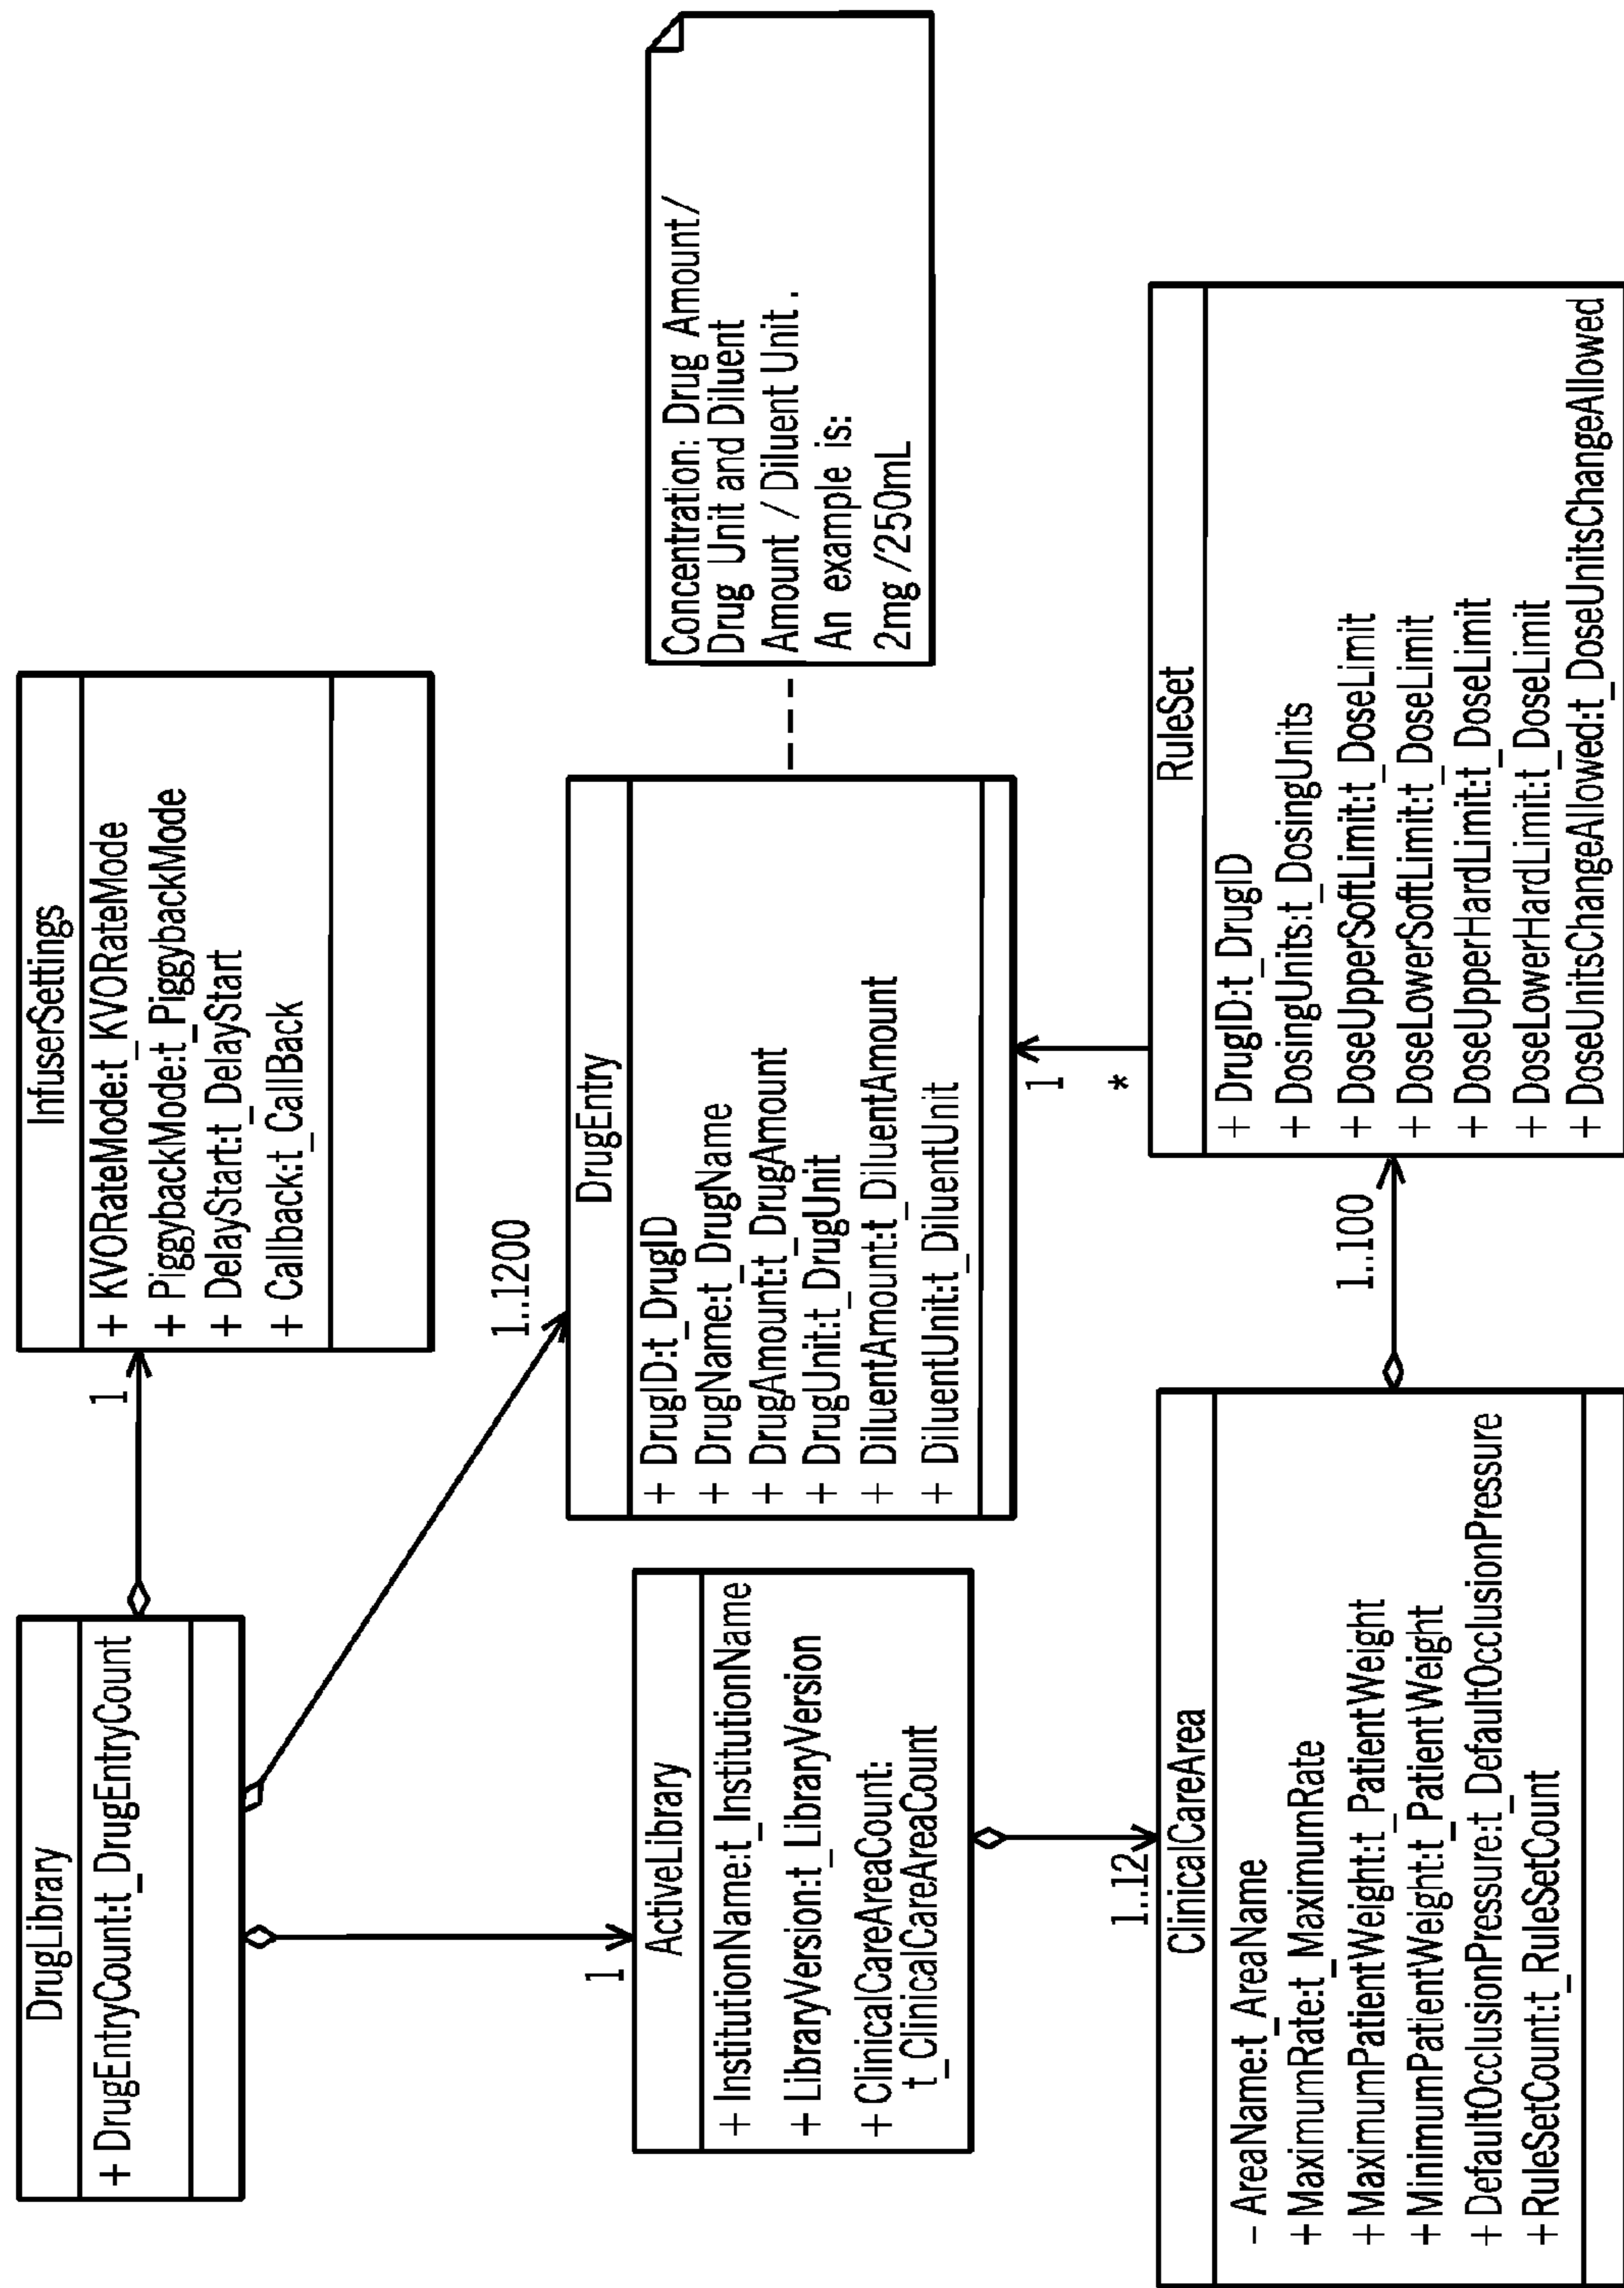 DrugLibrary
+ DrugEntryCount:t_DrugEntryCount
1
InfuserSettings
+ KVORateMode:t_KVORateMode
+ PiggybackMode:t_PiggybackMode
+ DelayStart:t_DelayStart
+ Callback:t_CallBack
1..1200
1
ActiveLibrary
+ InstitutionName:t_InstitutionName
+ LibraryVersion:t_LibraryVersion
+ ClinicalCareAreaCount:
t_ClinicalCareAreaCount
DrugEntry
+ DrugID:t_DrugID
+ DrugName:t_DrugName
+ DrugAmount:t_DrugAmount
+ DrugUnit:t_DrugUnit
+ DiluentAmount:t_DiluentAmount
+ DiluentUnit:t_DiluentUnit
Concentration: Drug Amount/
Drug Unit and Diluent
Amount / Diluent Unit .
An example is:
2mg /250mL
1..12
1
*
ClinicalCareArea
- AreaName:t_AreaName
+ MaximumRate:t_MaximumRate
+ MaximumPatientWeight:t_PatientWeight
+ MinimumPatientWeight:t_PatientWeight
+ DefaultOcclusionPressure:t_DefaultOcclusionPressure
+ RuleSetCount:t_RuleSetCount
1..100
RuleSet
+ DrugID:t_DrugID
+ DosingUnits:t_DosingUnits
+ DoseUpperSoftLimit:t_DoseLimit
+ DoseLowerSoftLimit:t_DoseLimit
+ DoseUpperHardLimit:t_DoseLimit
+ DoseLowerHardLimit:t_DoseLimit
+ DoseUnitsChangeAllowed:t_DoseUnitsChangeAllowed